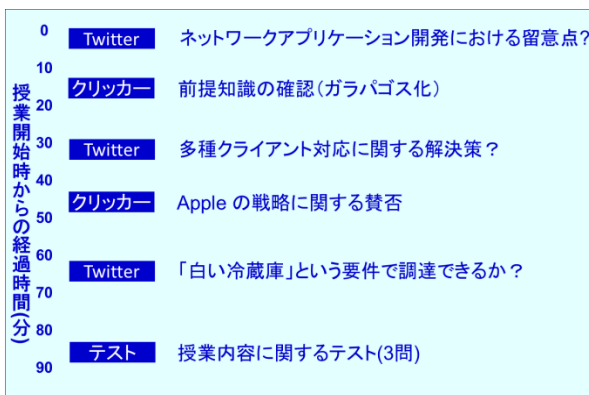 0
Twitter ネットワークアプリケーション開発における留意点?
10
クリッカー 前提知識の確認(ガラパゴス化)
20
30
Twitter 多種クライアント対応に関する解決策?
40
クリッカー Apple の戦略に関する賛否
50
60
Twitter 「白い冷蔵庫」という要件で調達できるか?
70
80
テスト 授業内容に関するテスト(3問)
90
授業開始時からの経過時間(分)